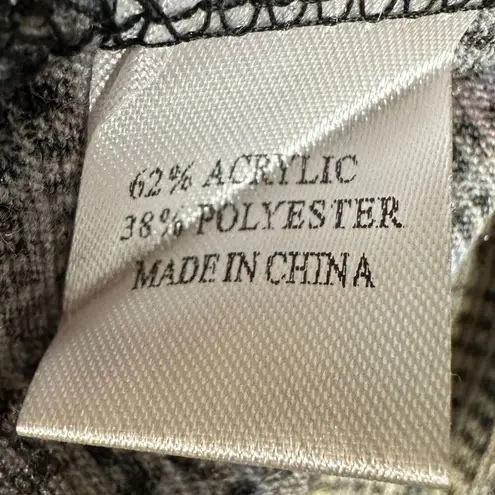 62% ACRYLIC
38% POLYESTER
MADE IN CHINA